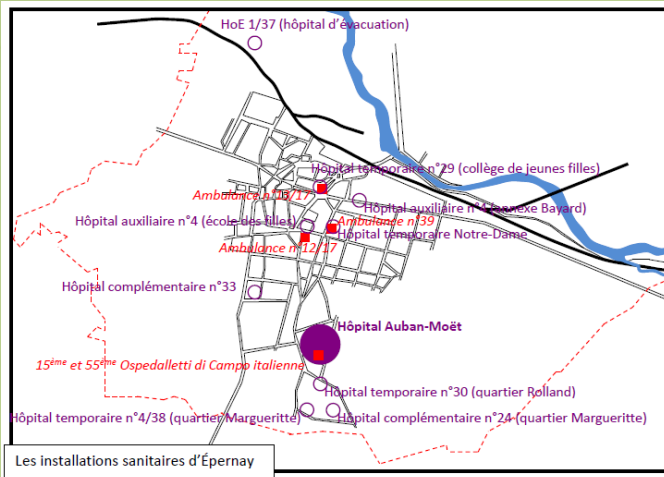 HoE 1/37 (hôpital d'évacuation)
Hôpital temporaire n°29 (collège de jeunes filles)
Ambulance n°13/17
Hôpital auxiliaire n°4 (annexe Bayard)
Hôpital auxiliaire n°4 (école des filles)
Ambulance n°39
Hôpital temporaire Notre-Dame
Ambulance n°12/17
Hôpital complémentaire n°33
Hôpital Auban-Moët
15ème et 55ème Ospedalletti di Campo italienne
Hôpital temporaire n°30 (quartier Rolland)
Hôpital temporaire n°4/38 (quartier Margueritte)
Hôpital complémentaire n°24 (quartier Margueritte)
Les installations sanitaires d'Épernay